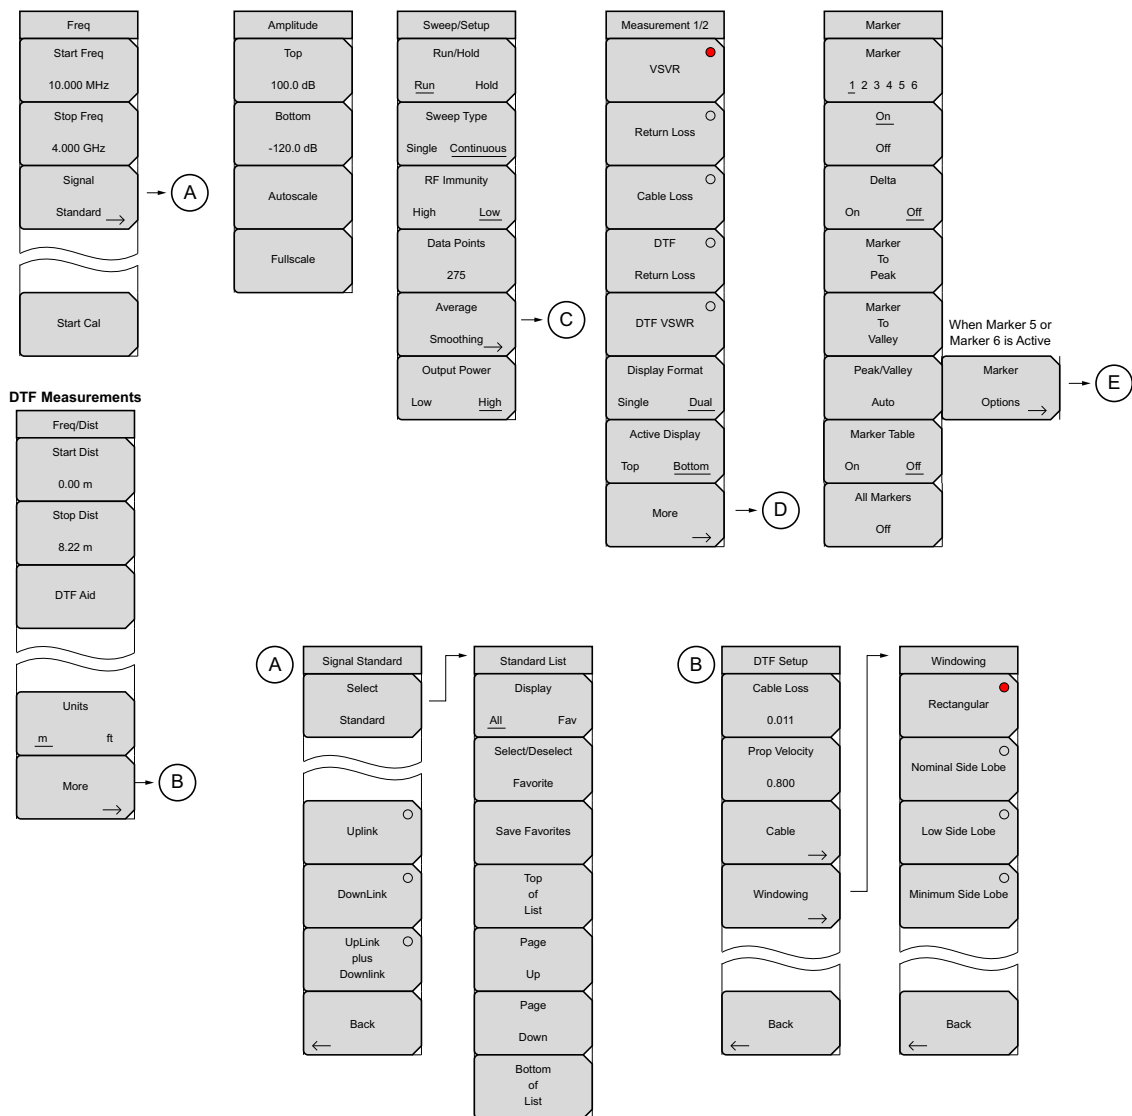 Freq
Start Freq
10.000 MHz
Stop Freq
4.000 GHz
Signal
Standard
A
Start Cal
Amplitude
Top
100.0 dB
Bottom
-120.0 dB
Autoscale
Fullscale
Sweep/Setup
Run/Hold
Run Hold
Sweep Type
Single Continuous
RF Immunity
High Low
Data Points
275
Average
Smoothing
C
Output Power
Low High
Measurement 1/2
VSVR
Return Loss
Cable Loss
DTF
Return Loss
DTF VSWR
Display Format
Single Dual
Active Display
Top Bottom
More
D
Marker
Marker
1 2 3 4 5 6
On
Off
Delta
On Off
Marker
To
Peak
Marker
To
Valley
Peak/Valley
Auto
Marker Table
On Off
All Markers
Off
When Marker 5 or
Marker 6 is Active
Marker
Options
E
DTF Measurements
Freq/Dist
Start Dist
0.00 m
Stop Dist
8.22 m
DTF Aid
Units
m ft
More
B
A
Signal Standard
Select
Standard
Uplink
DownLink
UpLink
plus
Downlink
Back
Standard List
Display
All Fav
Select/Deselect
Favorite
Save Favorites
Top
of
List
Page
Up
Page
Down
Bottom
of
List
B
DTF Setup
Cable Loss
0.011
Prop Velocity
0.800
Cable
Windowing
Back
Windowing
Rectangular
Nominal Side Lobe
Low Side Lobe
Minimum Side Lobe
Back